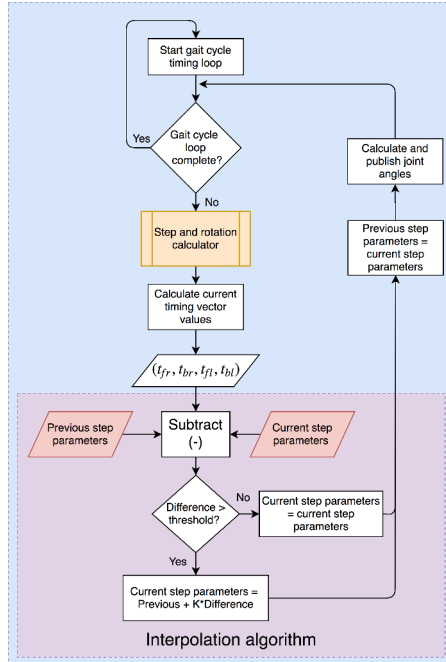 Start gait cycle
timing loop
Yes
Gait cycle
loop
complete?
No
Calculate and
publish joint
angles
Step and rotation
calculator
Previous step
parameters =
current step
parameters
Calculate current
timing vector
values
(t_fr, t_br, t_fl, t_bl)
Previous step
parameters
Subtract
(-)
Current step
parameters
Difference >
threshold?
No
Current step parameters
= current step
parameters
Yes
Current step parameters =
Previous + K*Difference
Interpolation algorithm